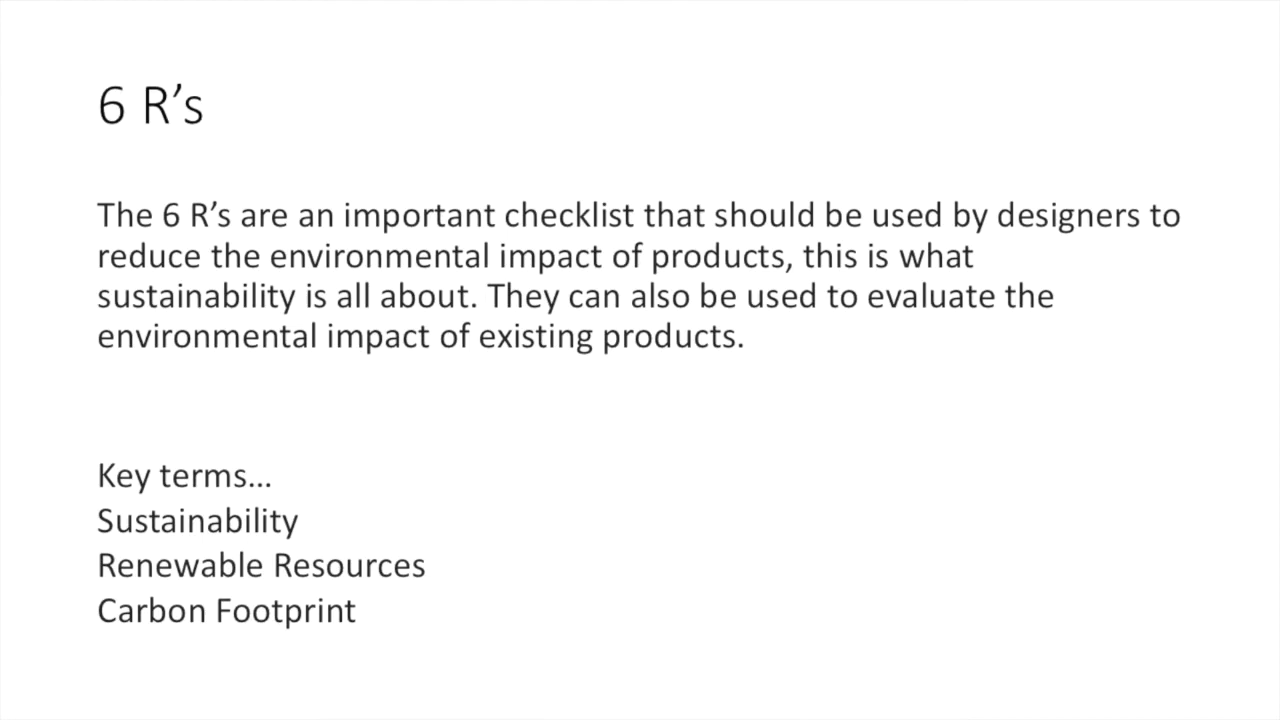 6 R’s
The 6 R’s are an important checklist that should be used by designers to
reduce the environmental impact of products, this is what
sustainability is all about. They can also be used to evaluate the
environmental impact of existing products.
Key terms…
Sustainability
Renewable Resources
Carbon Footprint